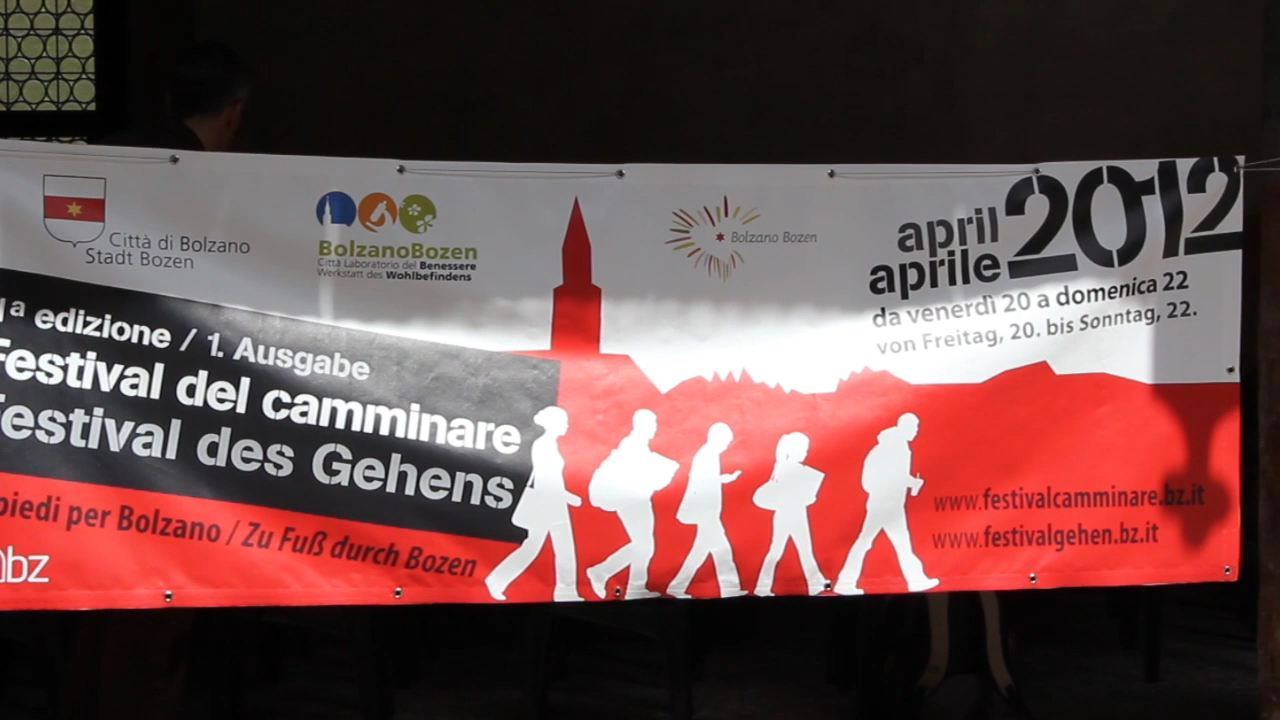 Città di Bolzano
Stadt Bozen
BolzanoBozen
Città Laboratorio del Benessere
Werkstatt des Wohlbefindens
Bolzano Bozen
april
aprile
2012
da venerdì 20 a domenica 22
von Freitag, 20. bis Sonntag, 22.
1ª edizione / 1. Ausgabe
Festival del camminare
Festival des Gehens
piedi per Bolzano / Zu Fuß durch Bozen
www.festivalcamminare.bz.it
www.festivalgehen.bz.it
bz